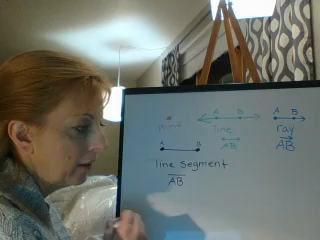 A B A B
point line ray
AB AB
A B
line segment
AB